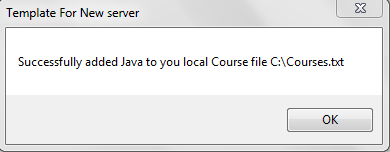 Template For New server
Successfully added Java to you local Course file C:\Courses.txt
OK